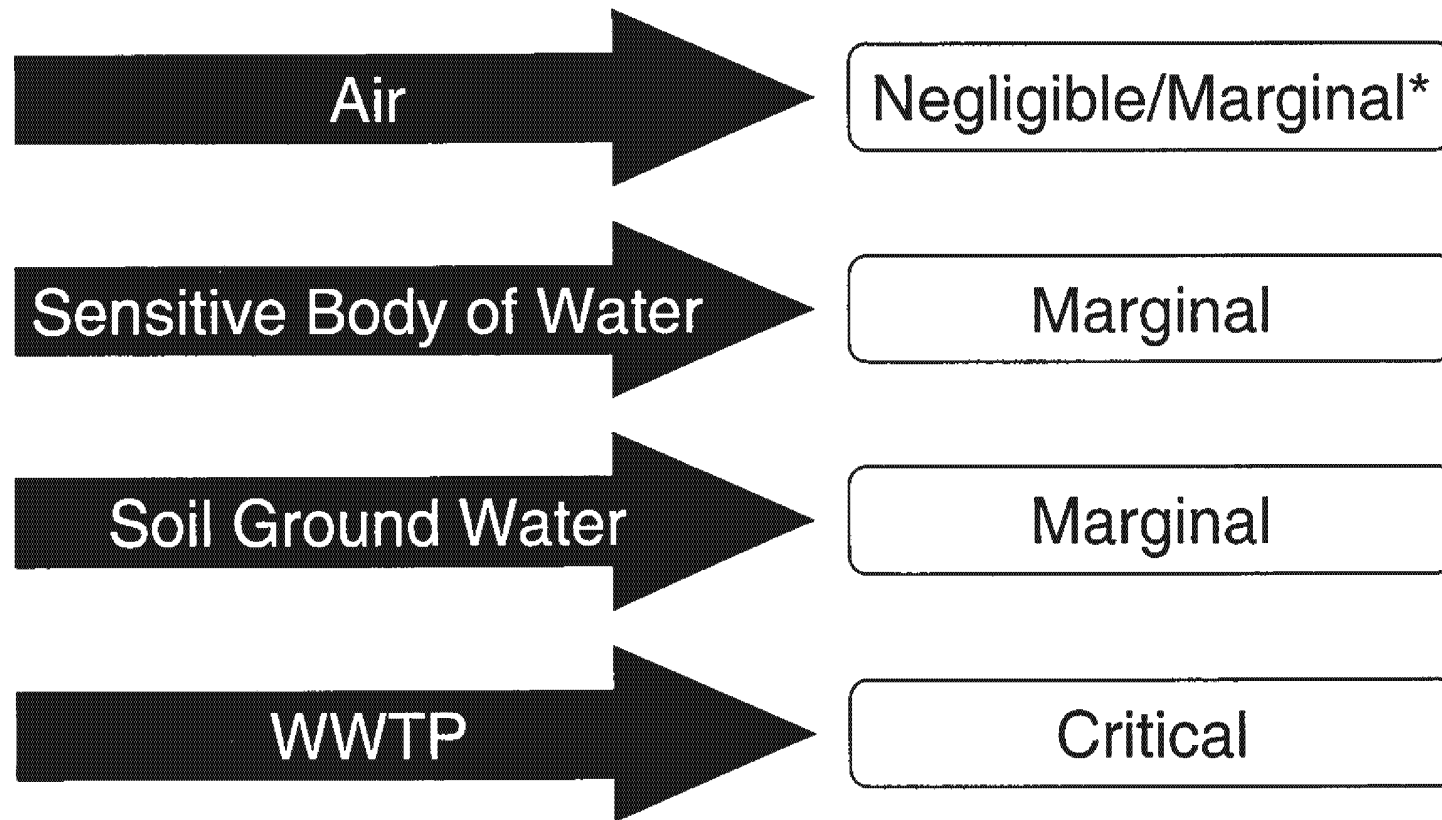 Air
Negligible/Marginal*
Sensitive Body of Water
Marginal
Soil Ground Water
Marginal
WWTP
Critical